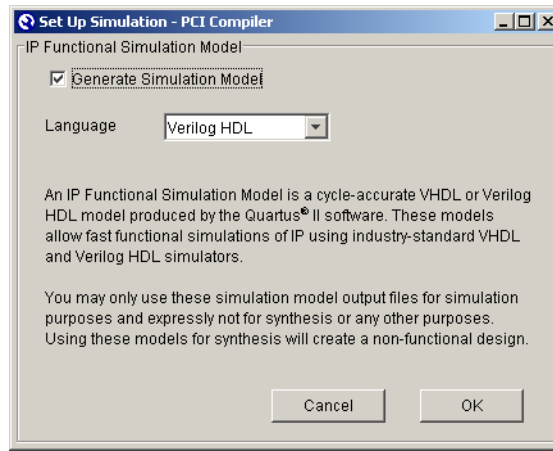 Set Up Simulation - PCI Compiler
IP Functional Simulation Model
Generate Simulation Model
Language
Verilog HDL
An IP Functional Simulation Model is a cycle-accurate VHDL or Verilog
HDL model produced by the Quartus® II software. These models
allow fast functional simulations of IP using industry-standard VHDL
and Verilog HDL simulators.
You may only use these simulation model output files for simulation
purposes and expressly not for synthesis or any other purposes.
Using these models for synthesis will create a non-functional design.
Cancel
OK